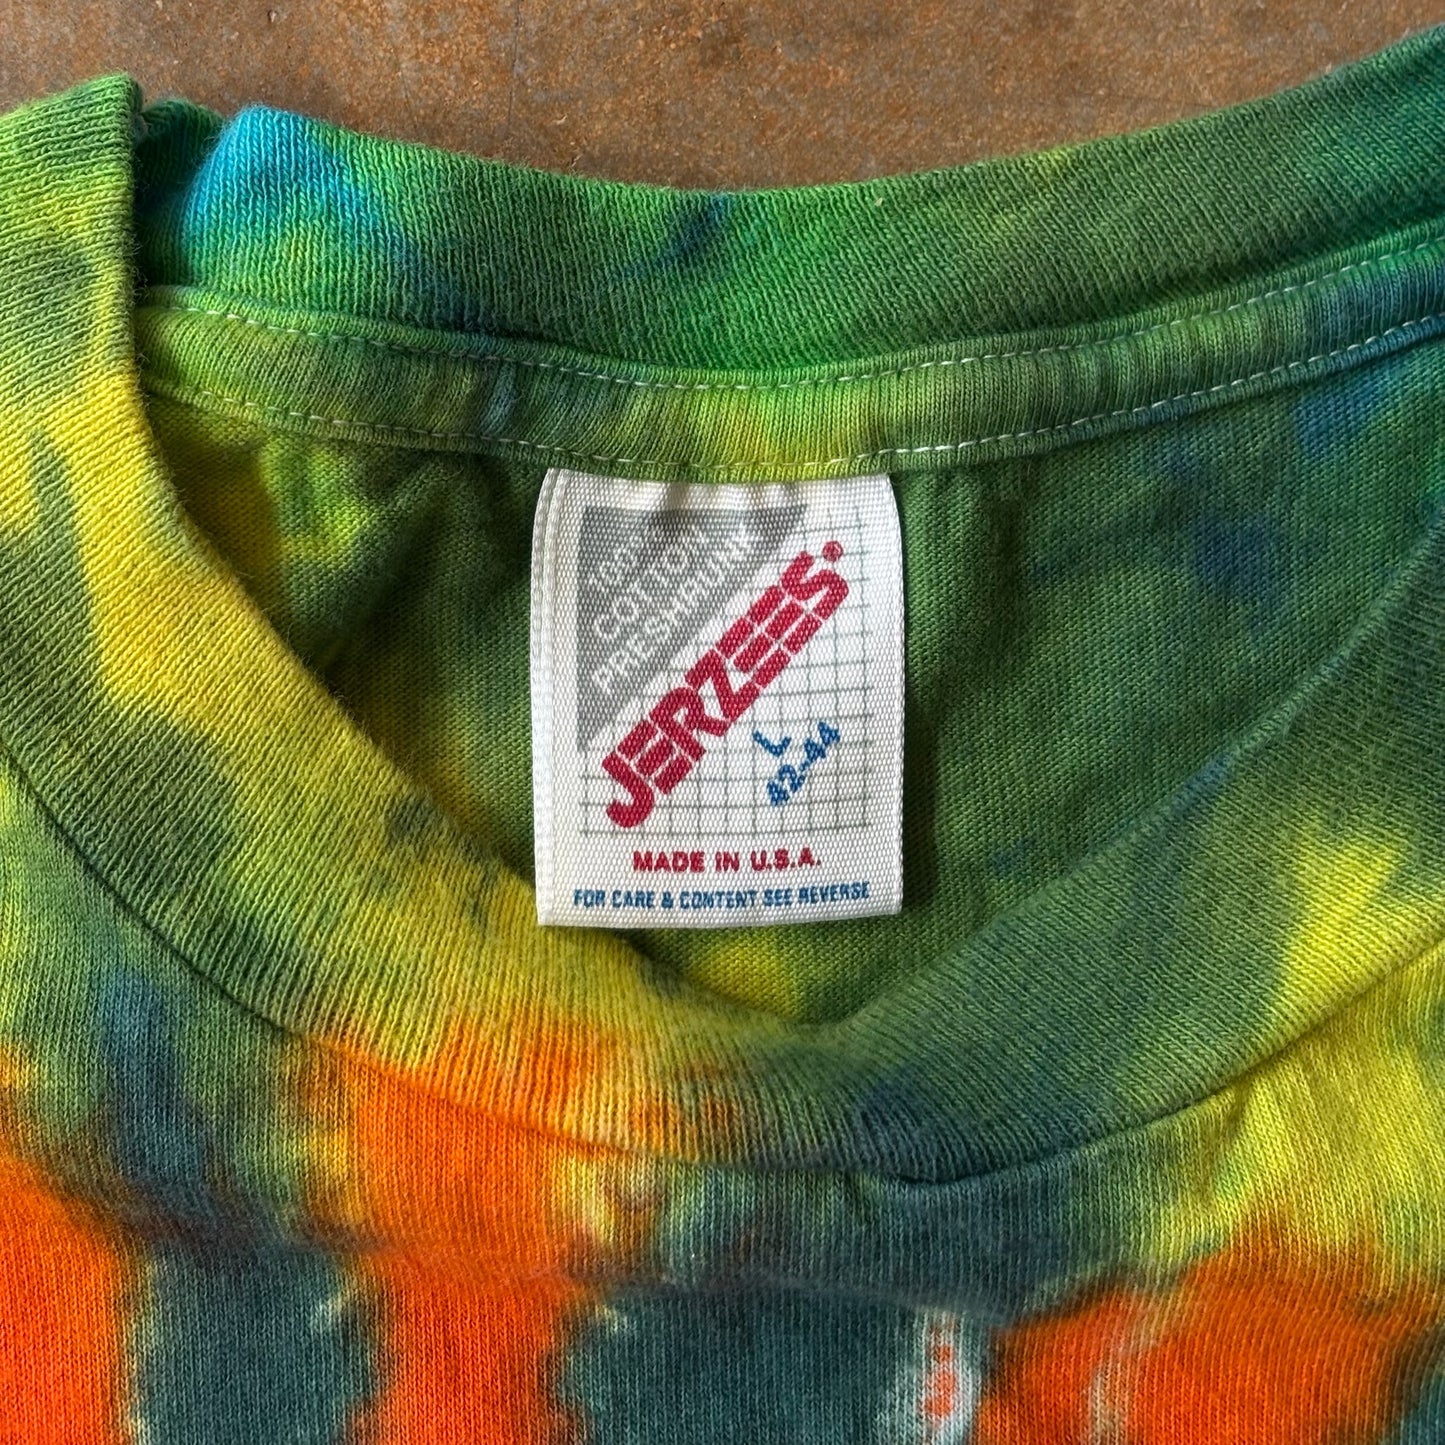 100%
COTTON
PRESHRUNK
JERZEES®
L
42-44
MADE IN U.S.A.
FOR CARE & CONTENT SEE REVERSE